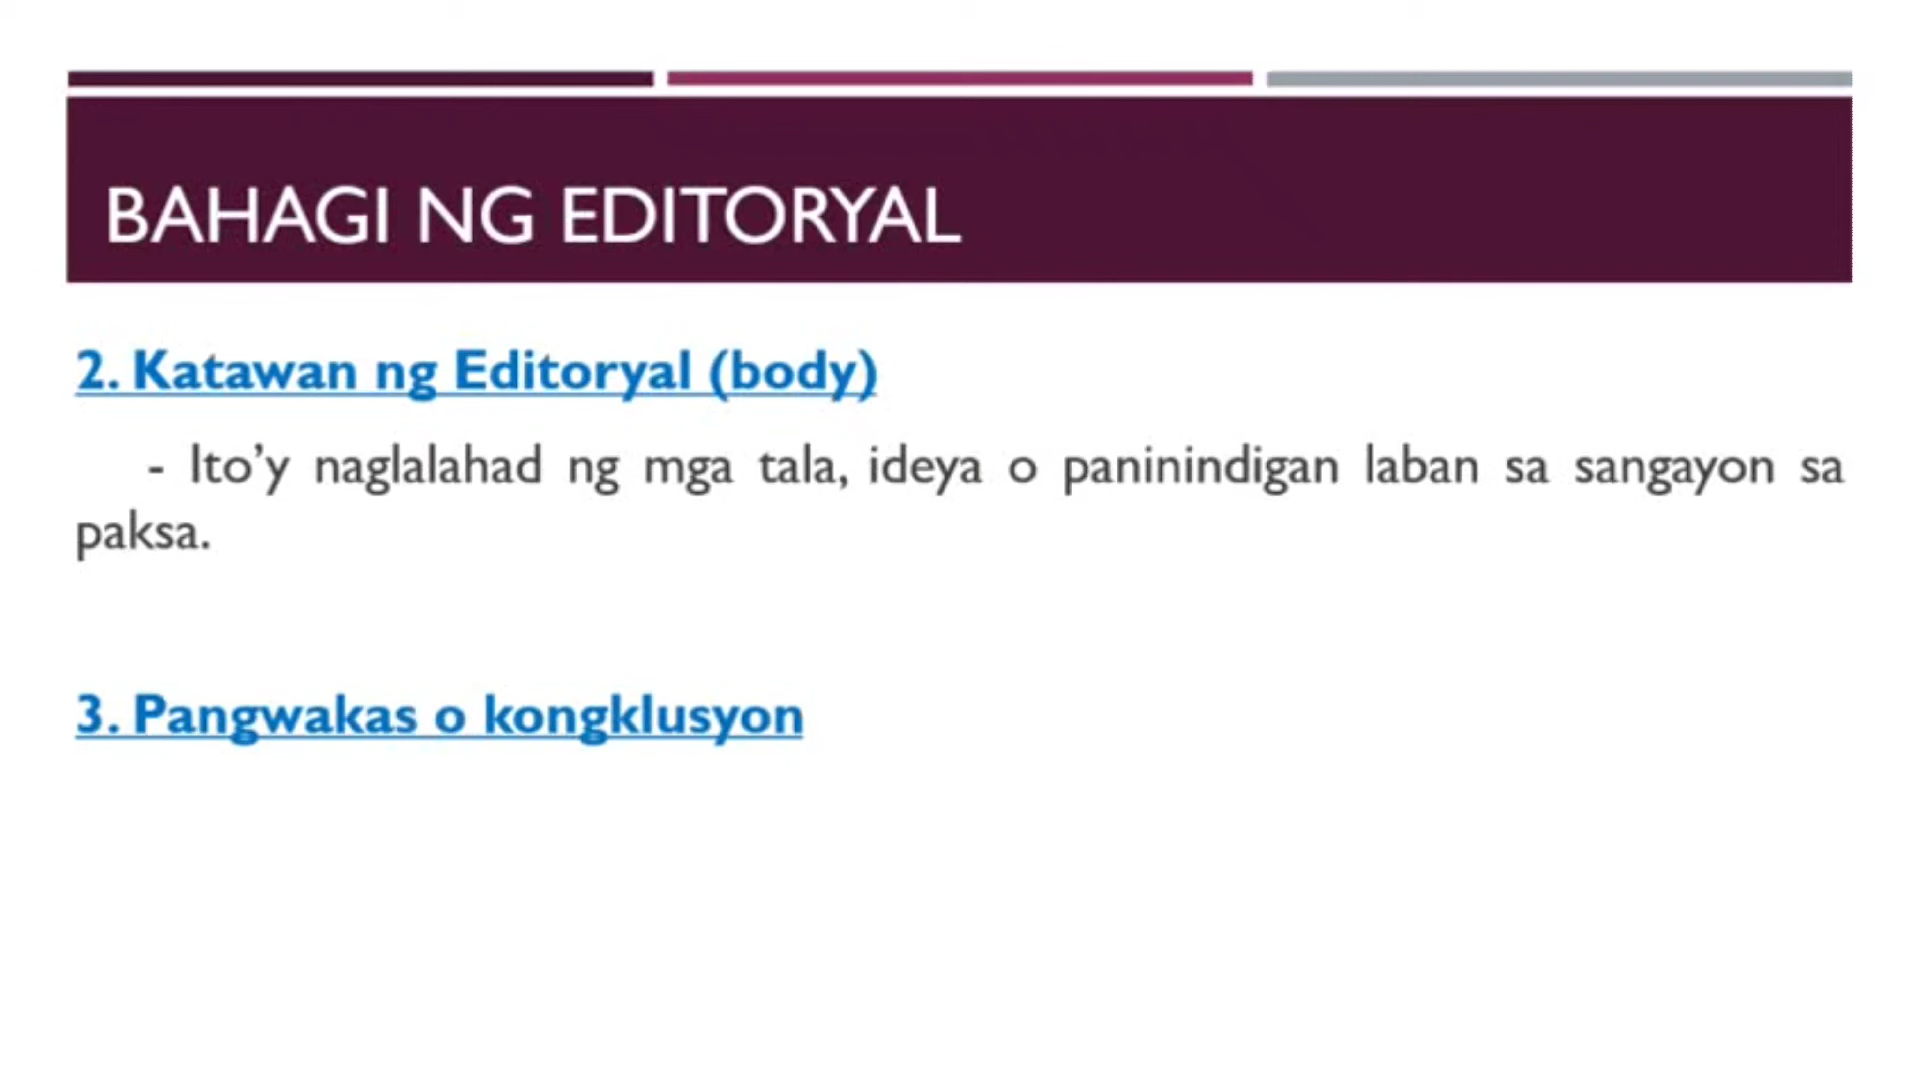 BAHAGI NG EDITORYAL
2. Katawan ng Editoryal (body)
- Ito’y naglalahad ng mga tala, ideya o paninindigan laban sa sangayon sa
paksa.
3. Pangwakas o kongklusyon